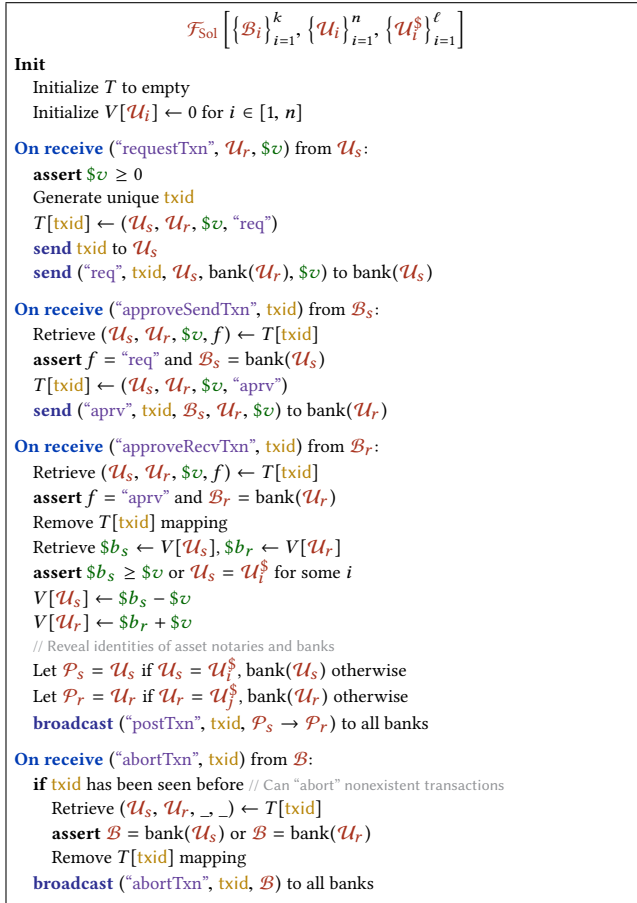 ℱ_Sol [ {ℬ_i}_{i=1}^k, {𝒰_i}_{i=1}^n, {𝒰_i^$}_{i=1}^ℓ ]
Init
Initialize T to empty
Initialize V[𝒰_i] ← 0 for i ∈ [1, n]
On receive (“requestTxn”, 𝒰_r, $v) from 𝒰_s:
assert $v ≥ 0
Generate unique txid
T[txid] ← (𝒰_s, 𝒰_r, $v, “req”)
send txid to 𝒰_s
send (“req”, txid, 𝒰_s, bank(𝒰_r), $v) to bank(𝒰_s)
On receive (“approveSendTxn”, txid) from ℬ_s:
Retrieve (𝒰_s, 𝒰_r, $v, f) ← T[txid]
assert f = “req” and ℬ_s = bank(𝒰_s)
T[txid] ← (𝒰_s, 𝒰_r, $v, “aprv”)
send (“aprv”, txid, ℬ_s, 𝒰_r, $v) to bank(𝒰_r)
On receive (“approveRecvTxn”, txid) from ℬ_r:
Retrieve (𝒰_s, 𝒰_r, $v, f) ← T[txid]
assert f = “aprv” and ℬ_r = bank(𝒰_r)
Remove T[txid] mapping
Retrieve $b_s ← V[𝒰_s], $b_r ← V[𝒰_r]
assert $b_s ≥ $v or 𝒰_s = 𝒰_i^$ for some i
V[𝒰_s] ← $b_s − $v
V[𝒰_r] ← $b_r + $v
// Reveal identities of asset notaries and banks
Let 𝒫_s = 𝒰_s if 𝒰_s = 𝒰_i^$, bank(𝒰_s) otherwise
Let 𝒫_r = 𝒰_r if 𝒰_r = 𝒰_j^$, bank(𝒰_r) otherwise
broadcast (“postTxn”, txid, 𝒫_s → 𝒫_r) to all banks
On receive (“abortTxn”, txid) from ℬ:
if txid has been seen before // Can “abort” nonexistent transactions
Retrieve (𝒰_s, 𝒰_r, _, _) ← T[txid]
assert ℬ = bank(𝒰_s) or ℬ = bank(𝒰_r)
Remove T[txid] mapping
broadcast (“abortTxn”, txid, ℬ) to all banks